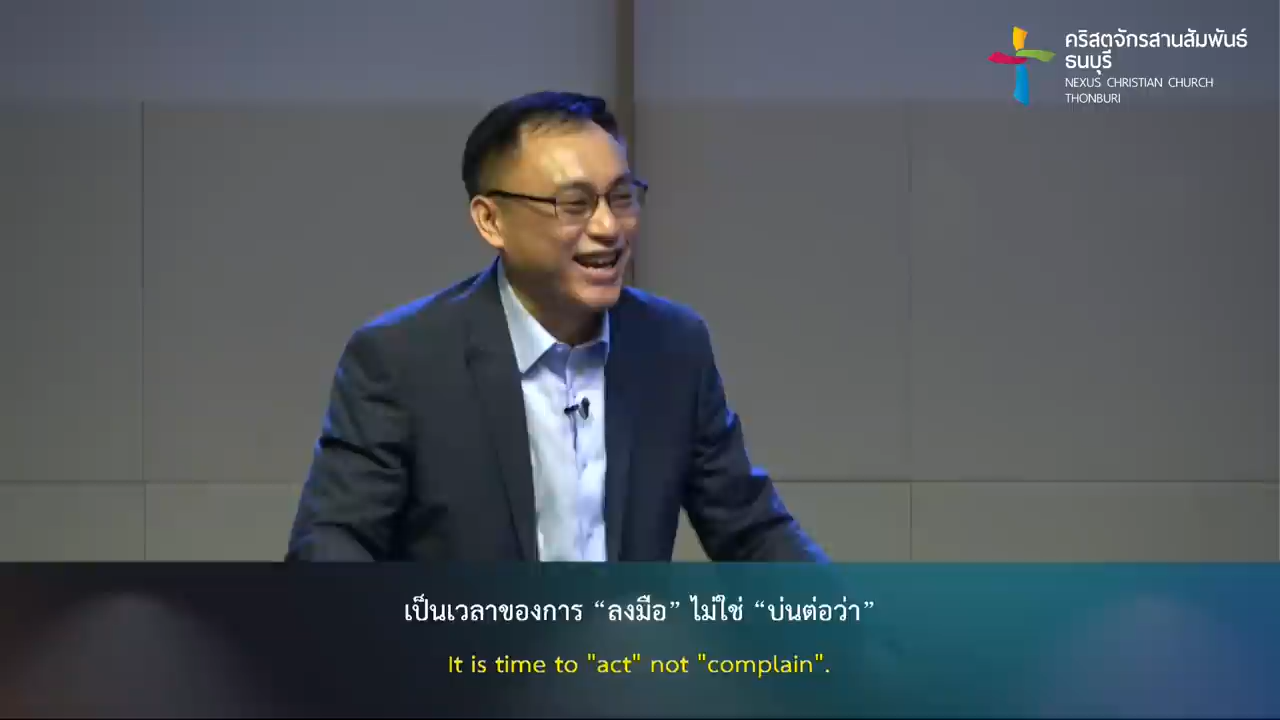 คริสตจักรสานสัมพันธ์
ธนบุรี
NEXUS CHRISTIAN CHURCH
THONBURI
เป็นเวลาของการ “ลงมือ” ไม่ใช่ “บ่นต่อว่า”
It is time to "act" not "complain".